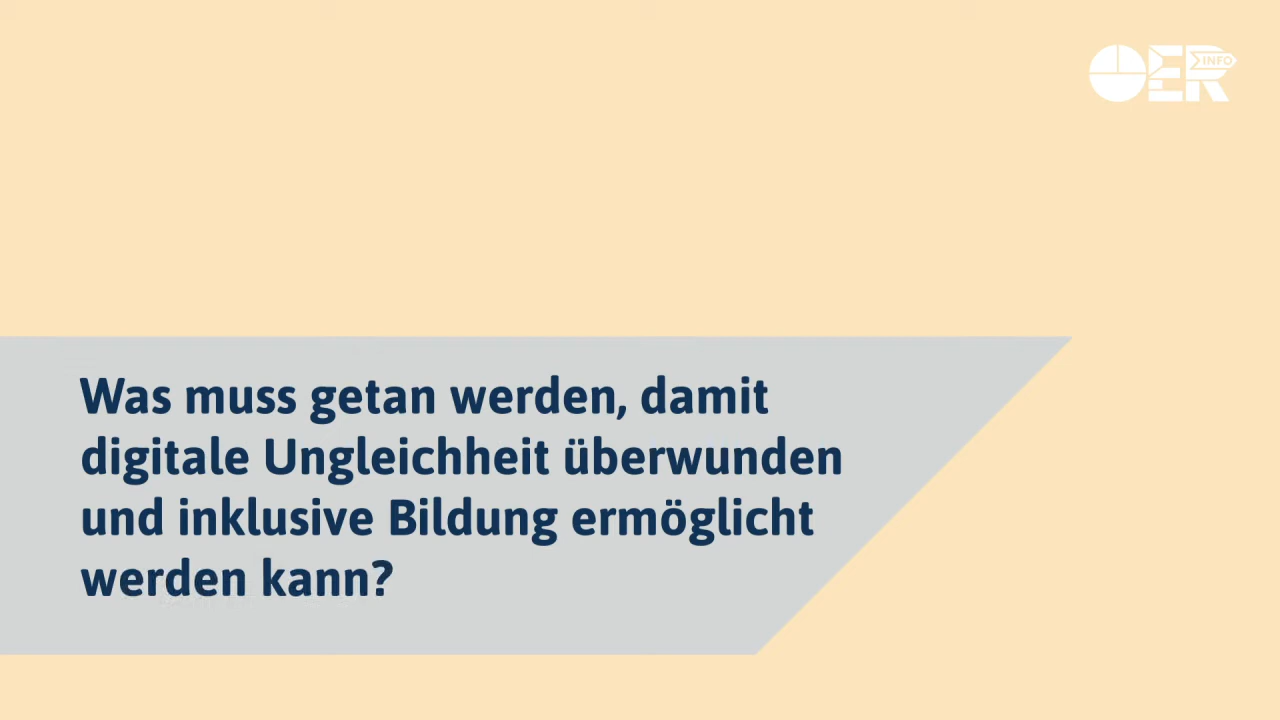 OER INFO
Was muss getan werden, damit
digitale Ungleichheit überwunden
und inklusive Bildung ermöglicht
werden kann?